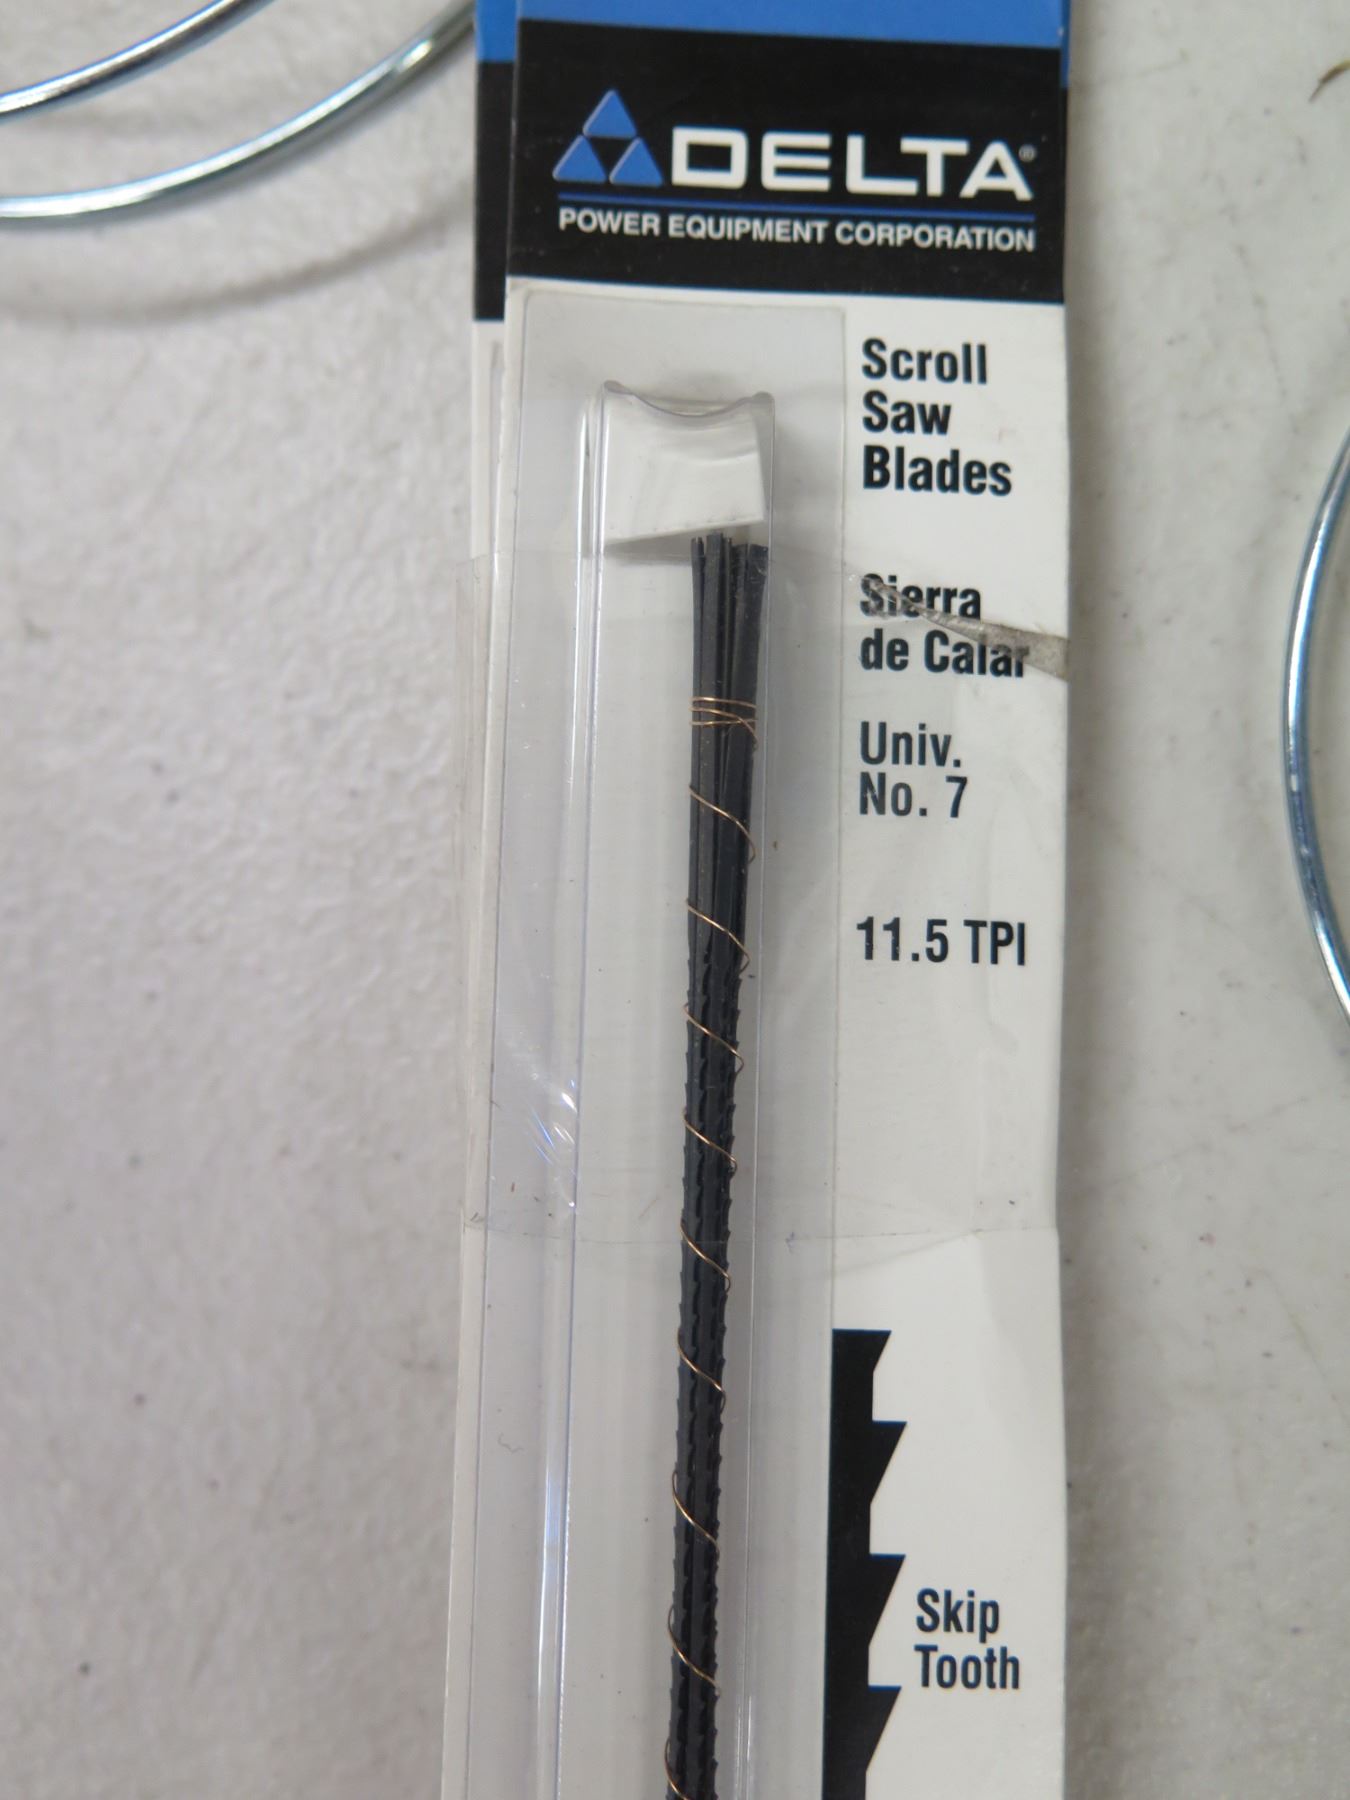 DELTA®
POWER EQUIPMENT CORPORATION
Scroll
Saw
Blades
Sierra
de Calar
Univ.
No. 7
11.5 TPI
Skip
Tooth